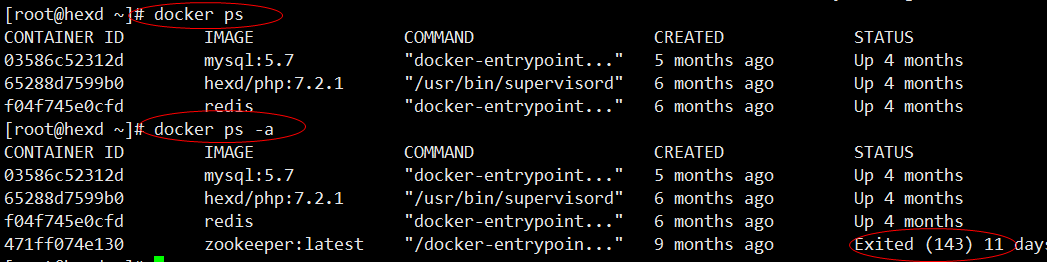 [root@hexd ~]# docker ps
CONTAINER ID IMAGE COMMAND CREATED STATUS
03586c52312d mysql:5.7 "docker-entrypoint..." 5 months ago Up 4 months
65288d7599b0 hexd/php:7.2.1 "/usr/bin/supervisord" 6 months ago Up 4 months
f04f745e0cfd redis "docker-entrypoint..." 6 months ago Up 4 months
[root@hexd ~]# docker ps -a
CONTAINER ID IMAGE COMMAND CREATED STATUS
03586c52312d mysql:5.7 "docker-entrypoint..." 5 months ago Up 4 months
65288d7599b0 hexd/php:7.2.1 "/usr/bin/supervisord" 6 months ago Up 4 months
f04f745e0cfd redis "docker-entrypoint..." 6 months ago Up 4 months
471ff074e130 zookeeper:latest "/docker-entrypoin..." 9 months ago Exited (143) 11 days